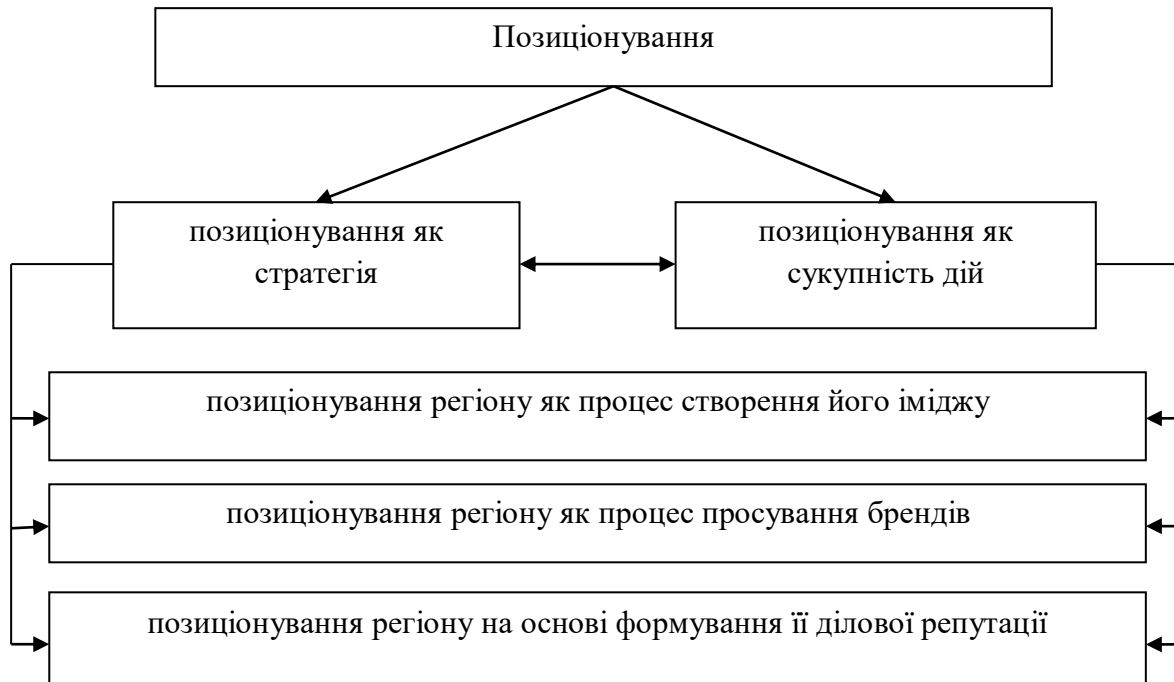 Позиціонування
позиціонування як
стратегія
позиціонування як
сукупність дій
позиціонування регіону як процес створення його іміджу
позиціонування регіону як процес просування брендів
позиціонування регіону на основі формування її ділової репутації